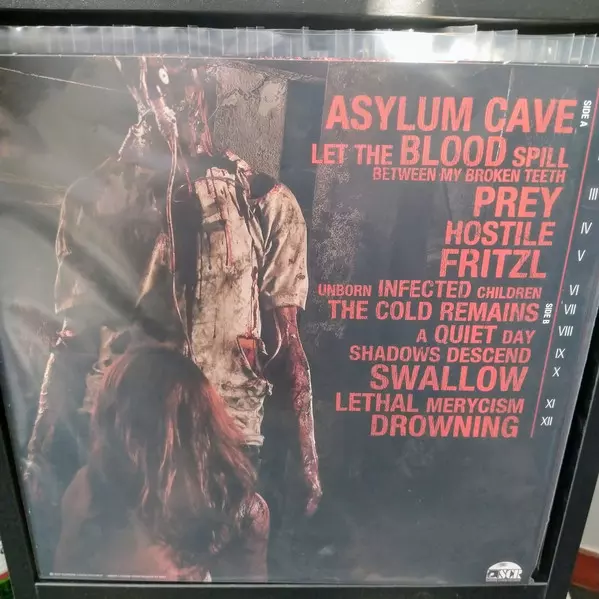 SIDE A
ASYLUM CAVE
LET THE BLOOD SPILL
BETWEEN MY BROKEN TEETH
PREY III
HOSTILE IV
FRITZL V
UNBORN INFECTED CHILDREN VI
SIDE B
THE COLD REMAINS VII
A QUIET DAY VIII
SHADOWS DESCEND IX
SWALLOW X
LETHAL MERYCISM XI
DROWNING XII
SCR